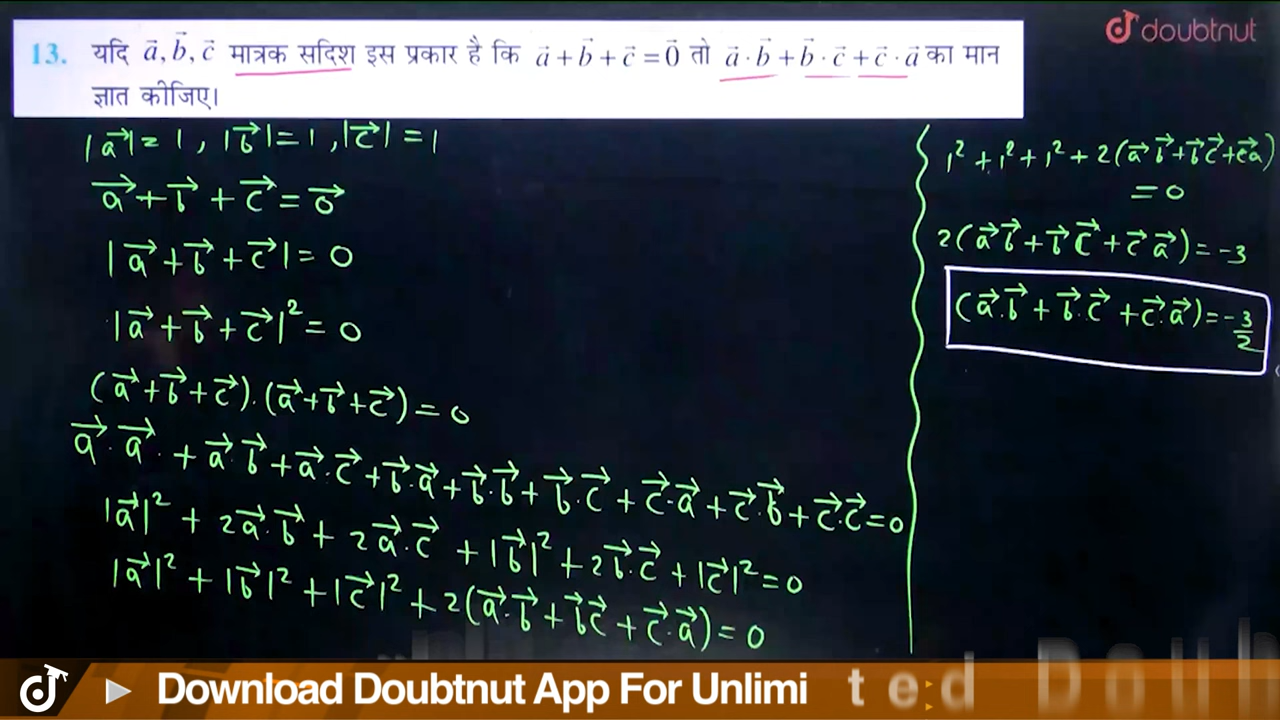 13. यदि a⃗, b⃗, c⃗ मात्रक सदिश इस प्रकार है कि a⃗ + b⃗ + c⃗ = 0⃗ तो a⃗ · b⃗ + b⃗ · c⃗ + c⃗ · a⃗ का मान
ज्ञात कीजिए।
doubtnut
|a⃗| = 1, |b⃗| = 1, |c⃗| = 1
a⃗ + b⃗ + c⃗ = 0⃗
|a⃗ + b⃗ + c⃗| = 0
|a⃗ + b⃗ + c⃗|² = 0
(a⃗ + b⃗ + c⃗).(a⃗ + b⃗ + c⃗) = 0
a⃗.a⃗. + a⃗.b⃗ + a⃗.c⃗ + b⃗.a⃗ + b⃗.b⃗ + b⃗.c⃗ + c⃗.a⃗ + c⃗.b⃗ + c⃗.c⃗ = 0
|a⃗|² + 2a⃗.b⃗ + 2a⃗.c⃗ + |b⃗|² + 2b⃗.c⃗ + |c⃗|² = 0
|a⃗|² + |b⃗|² + |c⃗|² + 2(a⃗.b⃗ + b⃗c⃗ + c⃗.a⃗) = 0
1² + 1² + 1² + 2(a⃗ b⃗ + b⃗ c⃗ + c⃗a⃗)
= 0
2(a⃗ b⃗ + b⃗ c⃗ + c⃗ a⃗) = -3
(a⃗.b⃗ + b⃗.c⃗ + c⃗.a⃗) = -3/2
Download Doubtnut App For Unlimi t e d D o u